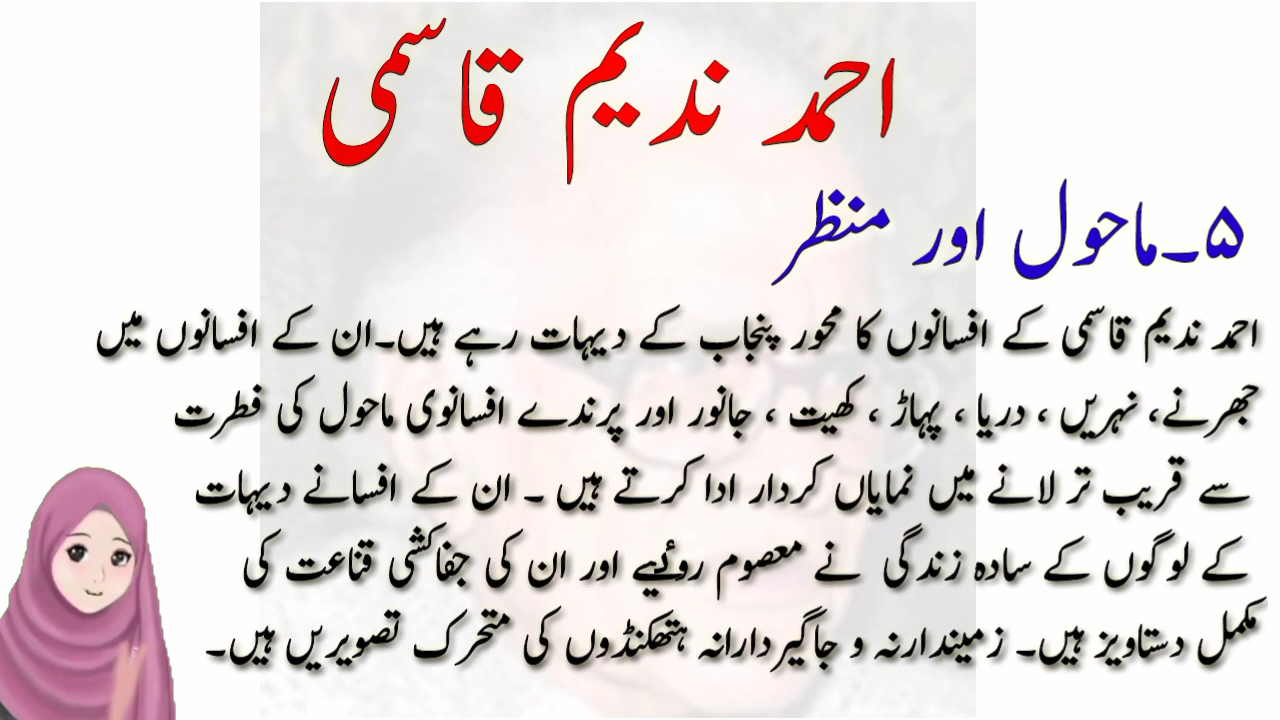 احمد ندیم قاسمی
۵۔ماحول اور منظر
احمد ندیم قاسمی کے افسانوں کا محور پنجاب کے دیہات رہے ہیں۔ان کے افسانوں میں
جھرنے، نہریں ، دریا ، پہاڑ ، کھیت ، جانور اور پرندے افسانوی ماحول کی فطرت
سے قریب تر لانے میں نمایاں کردار ادا کرتے ہیں ۔ ان کے افسانے دیہات
کے لوگوں کے سادہ زندگی نے معصوم روئیے اور ان کی جفاکشی قناعت کی
مکمل دستاویز ہیں۔ زمیندارنہ و جاگیردارانہ ہتھکنڈوں کی متحرک تصویریں ہیں۔